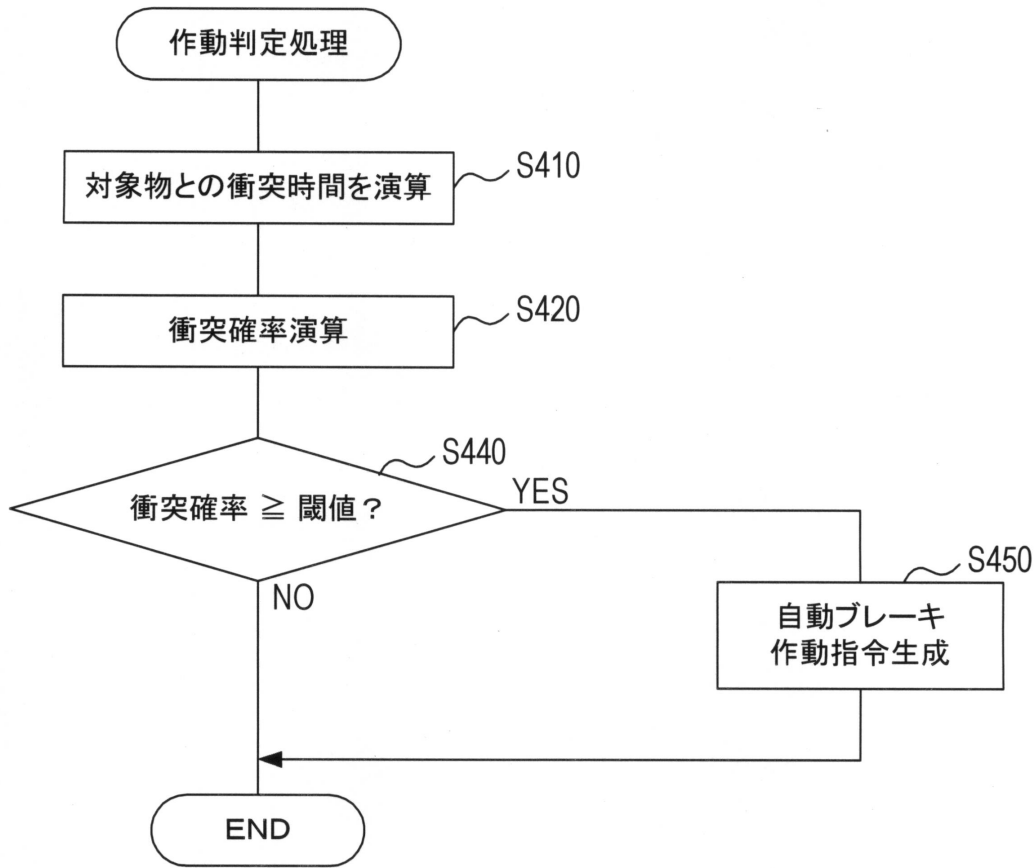 作動判定処理
対象物との衝突時間を演算
S410
衝突確率演算
S420
S440
衝突確率 ≧ 閾値?
YES
NO
S450
自動ブレーキ
作動指令生成
END